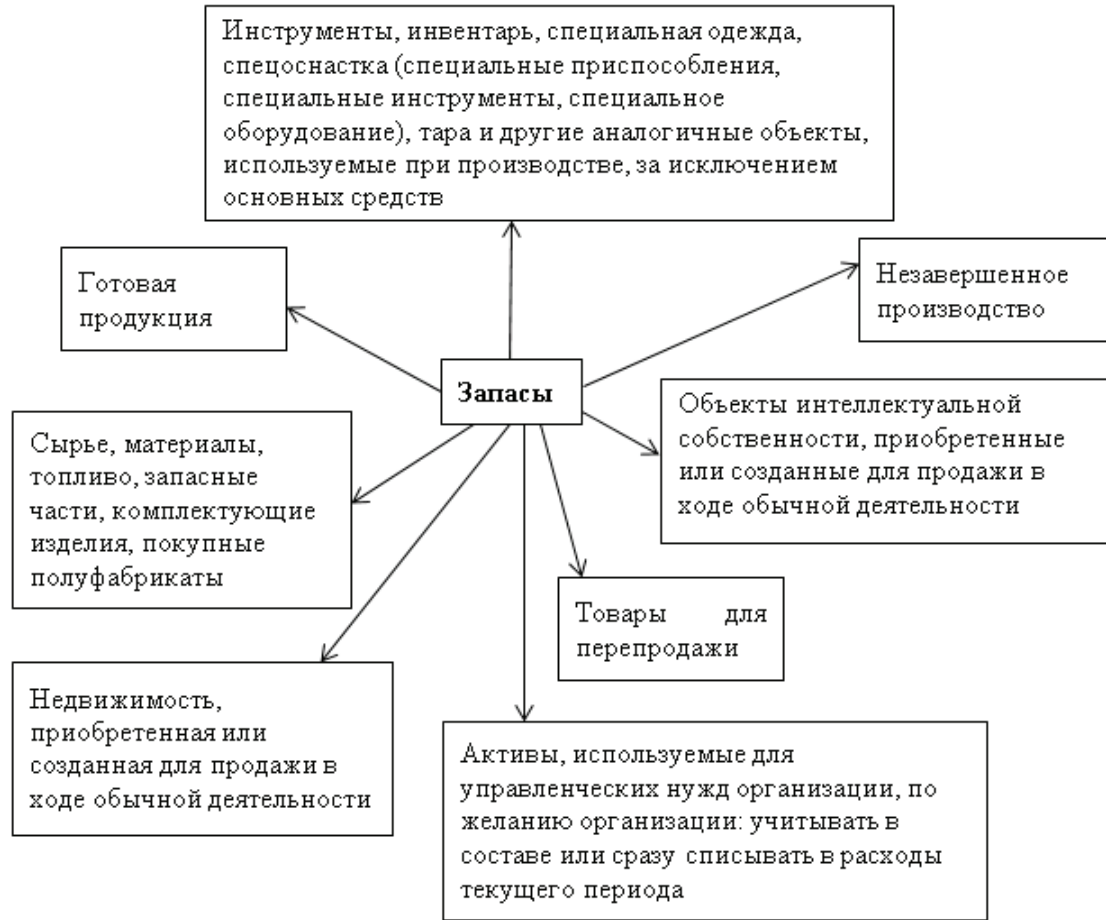 Инструменты, инвентарь, специальная одежда,
спецоснастка (специальные приспособления,
специальные инструменты, специальное
оборудование), тара и другие аналогичные объекты,
используемые при производстве, за исключением
основных средств
Готовая
продукция
Незавершенное
производство
Запасы
Объекты интеллектуальной
собственности, приобретенные
или созданные для продажи в
ходе обычной деятельности
Сырье, материалы,
топливо, запасные
части, комплектующие
изделия, покупные
полуфабрикаты
Товары для
перепродажи
Недвижимость,
приобретенная или
созданная для продажи в
ходе обычной деятельности
Активы, используемые для
управленческих нужд организации, по
желанию организации: учитывать в
составе или сразу списывать в расходы
текущего периода